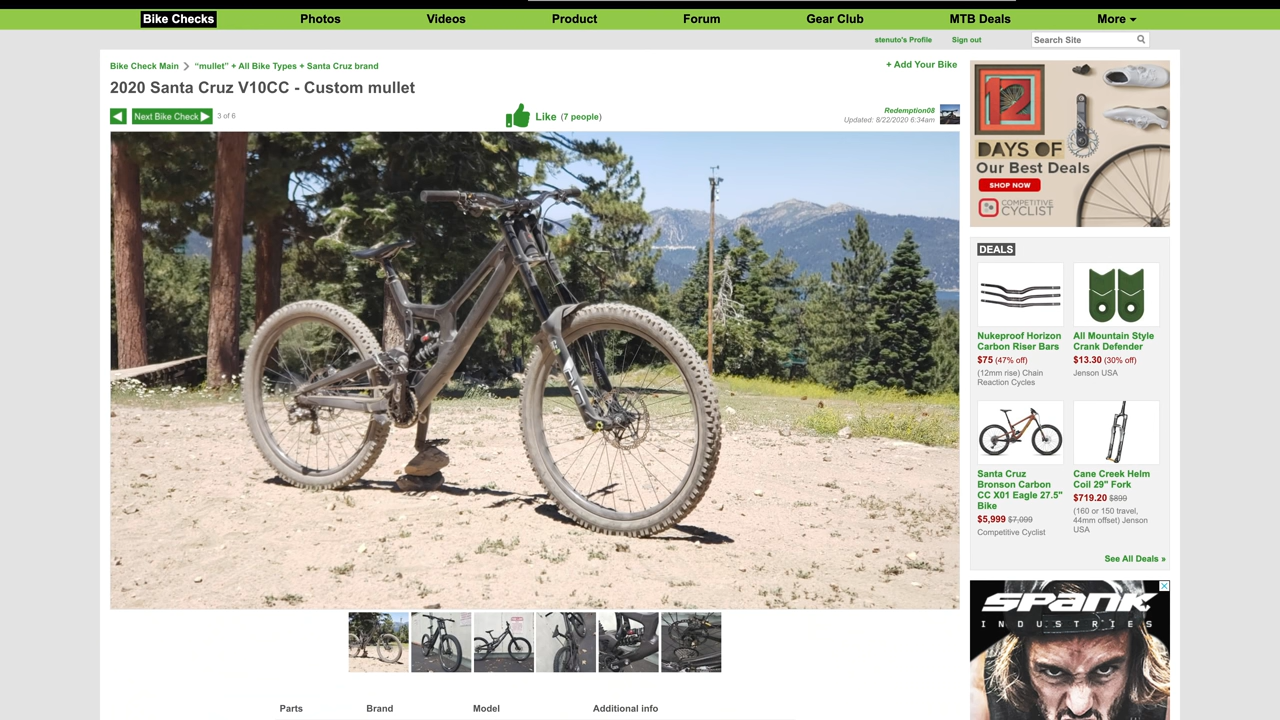 Bike Checks Photos Videos Product Forum Gear Club MTB Deals More
stenuto's Profile Sign out Search Site
Bike Check Main “mullet” + All Bike Types + Santa Cruz brand
+ Add Your Bike
2020 Santa Cruz V10CC - Custom mullet
Next Bike Check 3 of 6
Like (7 people)
Redemption08
Updated: 8/22/2020 6:34am
Parts Brand Model Additional info
12
DAYS OF
Our Best Deals
SHOP NOW
COMPETITIVE
CYCLIST
DEALS
Nukeproof Horizon
Carbon Riser Bars
$75 (47% off)
(12mm rise) Chain
Reaction Cycles
All Mountain Style
Crank Defender
$13.30 (30% off)
Jenson USA
Santa Cruz
Bronson Carbon
CC X01 Eagle 27.5"
Bike
$5,999 $7,099
Competitive Cyclist
Cane Creek Helm
Coil 29" Fork
$719.20 $899
(160 or 150 travel,
44mm offset) Jenson
USA
See All Deals »
SPANK
INDUSTRIES